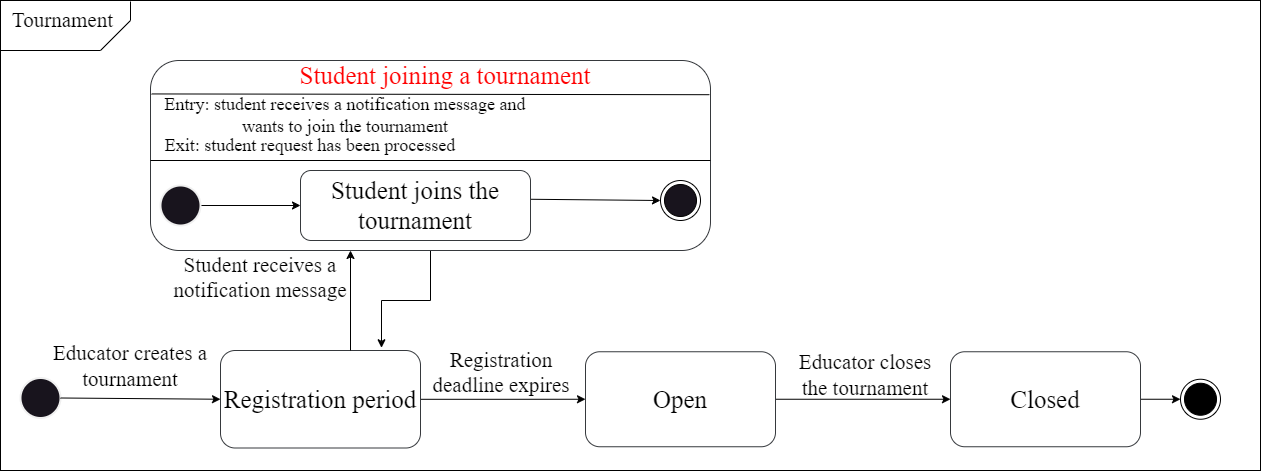 Tournament
Student joining a tournament
Entry: student receives a notification message and
wants to join the tournament
Exit: student request has been processed
Student joins the
tournament
Student receives a
notification message
Educator creates a
tournament
Registration period
Registration
deadline expires
Open
Educator closes
the tournament
Closed